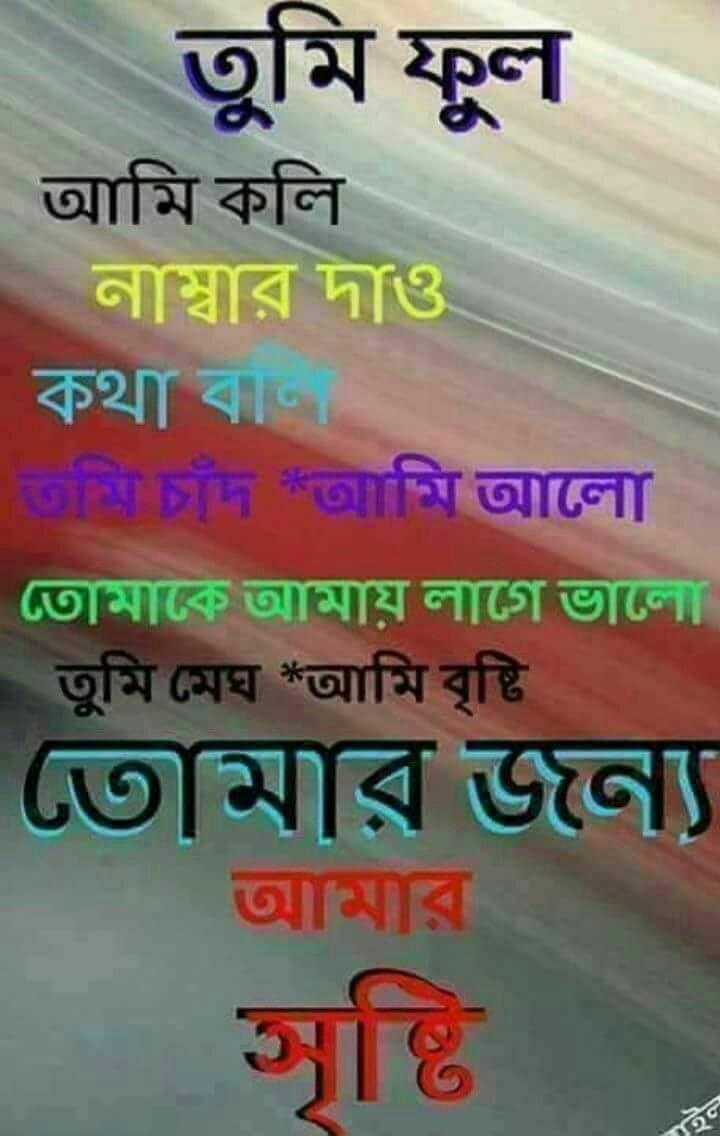 তুমি ফুল
আমি কলি
নাম্বার দাও
কথা বলি
তমি চাঁদ *আমি আলো
তোমাকে আমায় লাগে ভালো
তুমি মেঘ *আমি বৃষ্টি
তোমার জন্য
আমার
সৃষ্টি